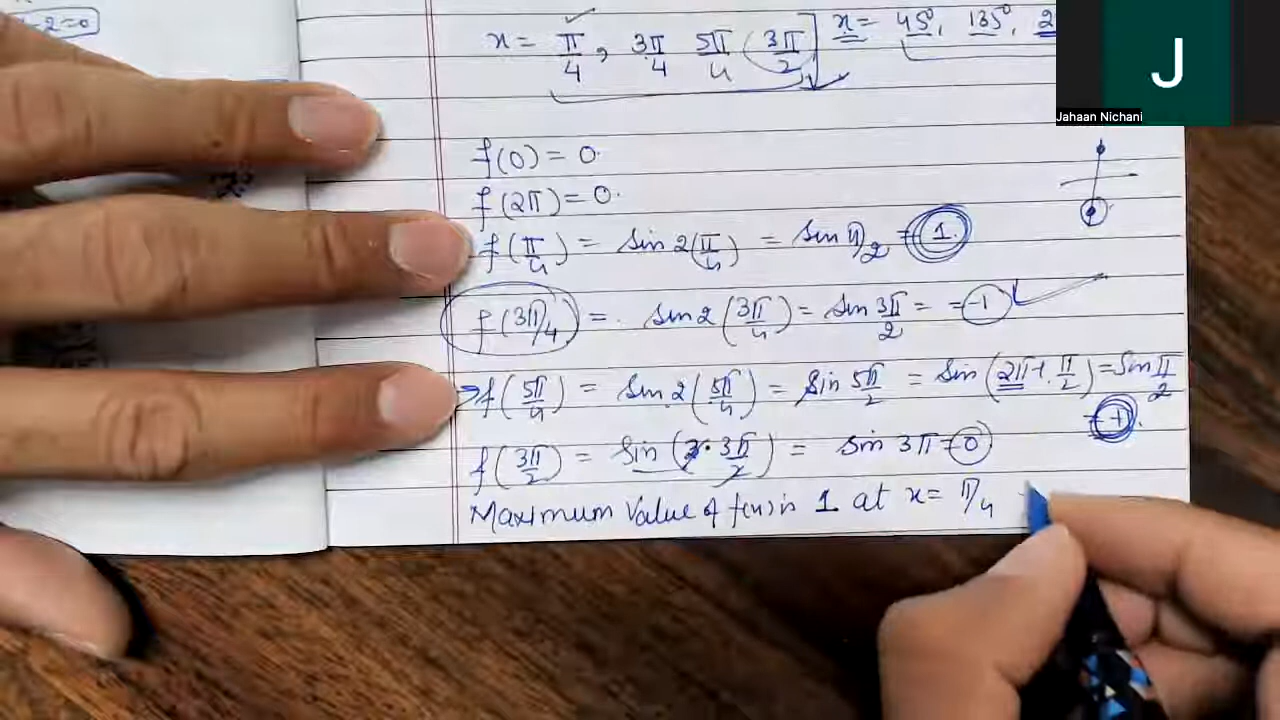 -2=0
x = π/4, 3π/4 5π/4 3π/2 x = 45°, 135°, 2
J
Jahaan Nichani
f(0) = 0.
f(2π) = 0.
f(π/4) = Sin 2(π/4) = Sin π/2 = 1.
f(3π/4) = . Sin 2(3π/4) = Sin 3π/2 = = -1
⇒ f(5π/4) = Sin 2(5π/4) = Sin 5π/2 = Sin (2π + π/2) = Sin π/2
= +1.
f(3π/2) = Sin (2·3π/2) = Sin 3π = 0
Maximum Value of f(x) is 1 at x = π/4